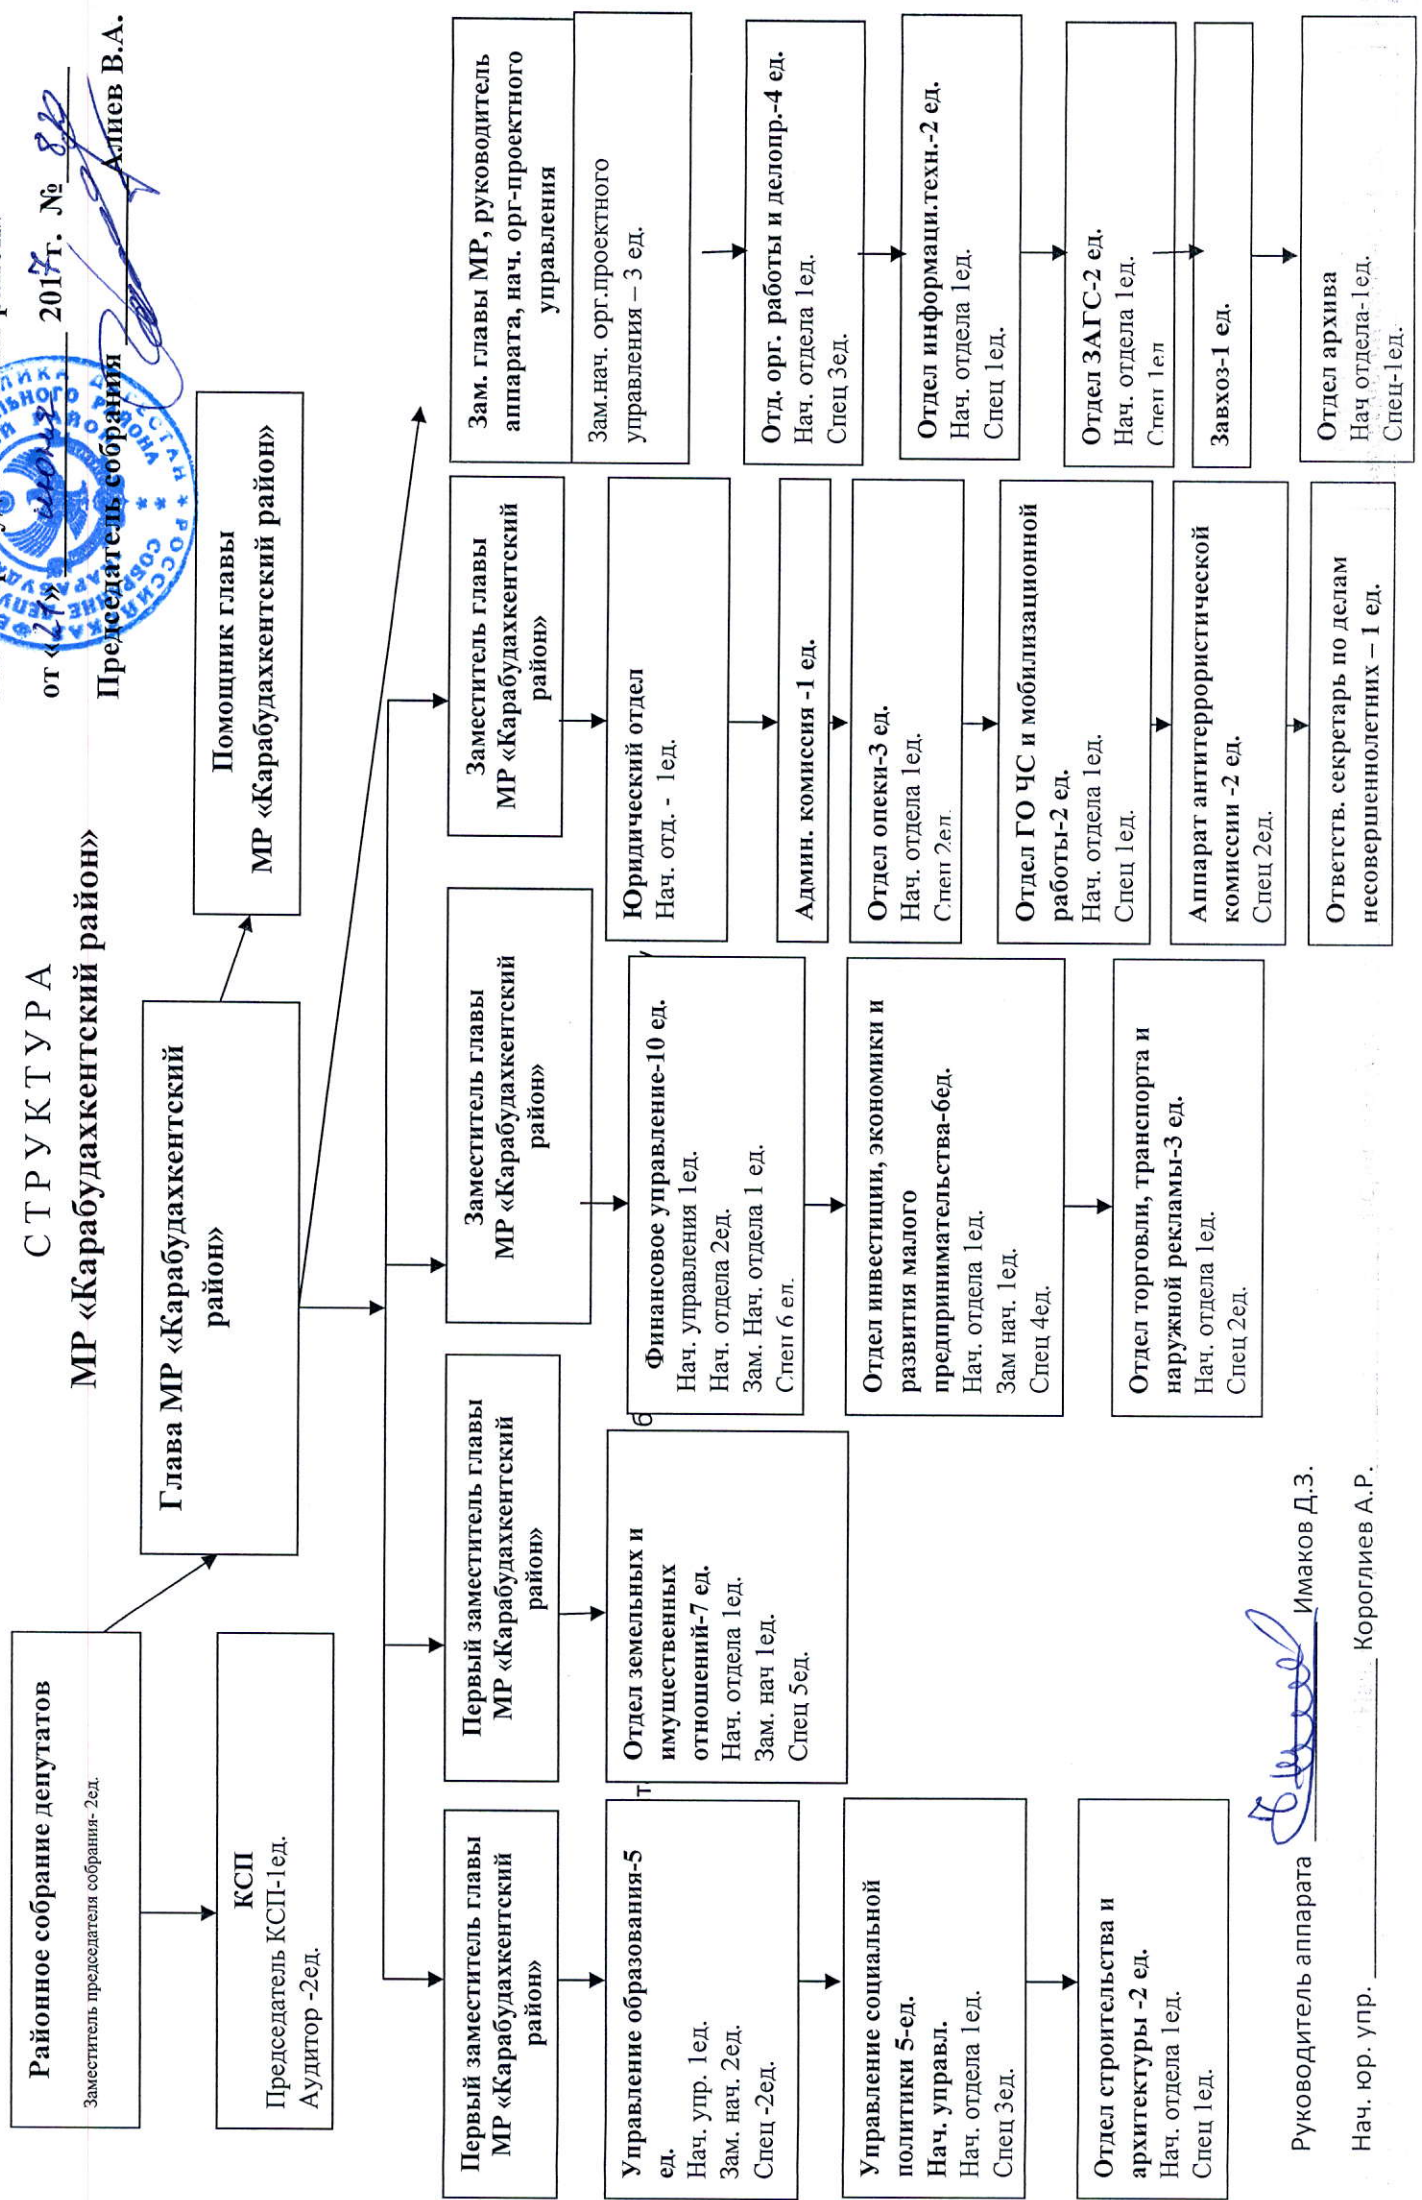 от «21» июня 2017г. № 82
Председатель собрания Алиев В.А.
С Т Р У К Т У Р А
МР «Карабудахкентский район»
Районное собрание депутатов
Заместитель председателя собрания- 2ед.
КСП
Председатель КСП-1ед.
Аудитор -2ед.
Глава МР «Карабудахкентский
район»
Помощник главы
МР «Карабудахкентский район»
Первый заместитель главы
МР «Карабудахкентский
район»
Управление образования-5
ед.
Нач. упр. 1ед.
Зам. нач. 2ед.
Спец -2ед.
Управление социальной
политики 5-ед.
Нач. управл.
Нач. отдела 1ед.
Спец 3ед.
Отдел строительства и
архитектуры -2 ед.
Нач. отдела 1ед.
Спец 1ед.
Первый заместитель главы
МР «Карабудахкентский
район»
Отдел земельных и
имущественных
отношений-7 ед.
Нач. отдела 1ед.
Зам. нач 1ед.
Спец 5ед.
Заместитель главы
МР «Карабудахкентский
район»
Финансовое управление-10 ед.
Нач. управления 1ед.
Нач. отдела 2ед.
Зам. Нач. отдела 1 ед.
Спец 6 ед.
Отдел инвестиции, экономики и
развития малого
предпринимательства-6ед.
Нач. отдела 1ед.
Зам нач. 1ед.
Спец 4ед.
Отдел торговли, транспорта и
наружной рекламы-3 ед.
Нач. отдела 1ед.
Спец 2ед.
Заместитель главы
МР «Карабудахкентский
район»
Юридический отдел
Нач. отд. - 1ед.
Админ. комиссия -1 ед.
Отдел опеки-3 ед.
Нач. отдела 1ед.
Спец 2ед.
Отдел ГО ЧС и мобилизационной
работы-2 ед.
Нач. отдела 1ед.
Спец 1ед.
Аппарат антитеррористической
комиссии -2 ед.
Спец 2ед.
Ответств. секретарь по делам
несовершеннолетних – 1 ед.
Зам. главы МР, руководитель
аппарата, нач. орг-проектного
управления
Зам.нач. орг.проектного
управления – 3 ед.
Отд. орг. работы и делопр.-4 ед.
Нач. отдела 1ед.
Спец 3ед.
Отдел информаци.техн.-2 ед.
Нач. отдела 1ед.
Спец 1ед.
Отдел ЗАГС-2 ед.
Нач. отдела 1ед.
Спец 1ед
Завхоз-1 ед.
Отдел архива
Нач отдела-1ед.
Спец-1ед.
Руководитель аппарата Имаков Д.З.
Нач. юр. упр. Короглиев А.Р.